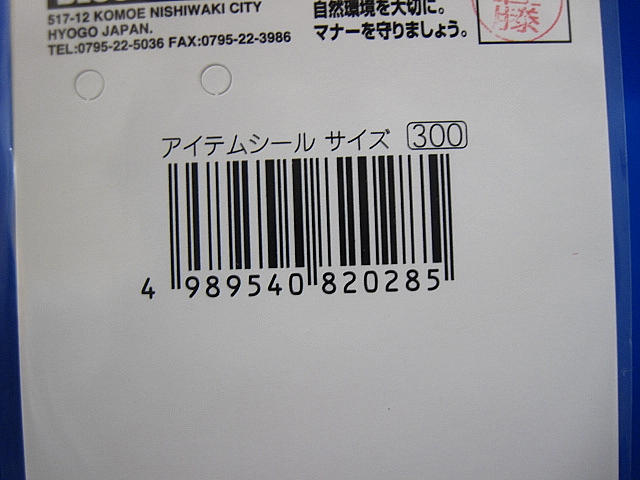 517-12 KOMOE NISHIWAKI CITY
HYOGO JAPAN.
TEL:0795-22-5036 FAX:0795-22-3986
自然環境を大切に。
マナーを守りましょう。
アイテムシール サイズ 300
4 989540 820285